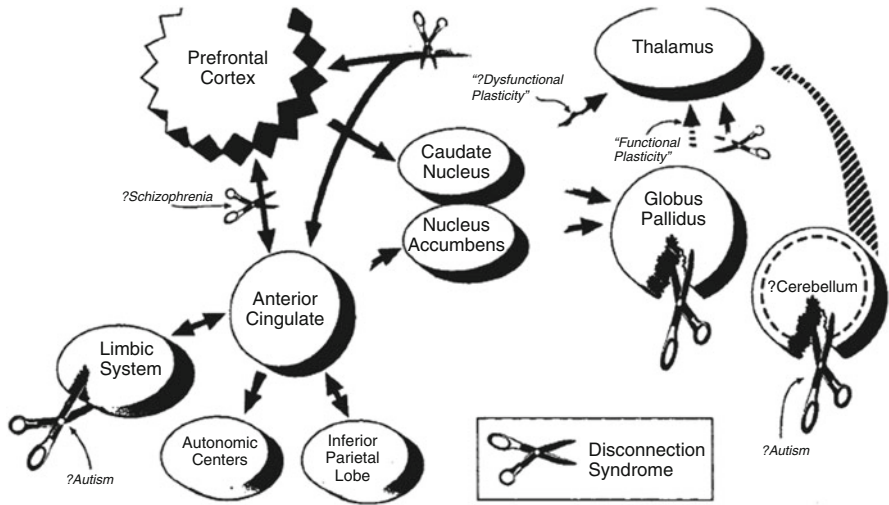 Prefrontal
Cortex
Thalamus
"?Dysfunctional
Plasticity"
"Functional
Plasticity"
Caudate
Nucleus
?Schizophrenia
Globus
Pallidus
Nucleus
Accumbens
?Cerebellum
Anterior
Cingulate
Limbic
System
Autonomic
Centers
Inferior
Parietal
Lobe
Disconnection
Syndrome
?Autism
?Autism